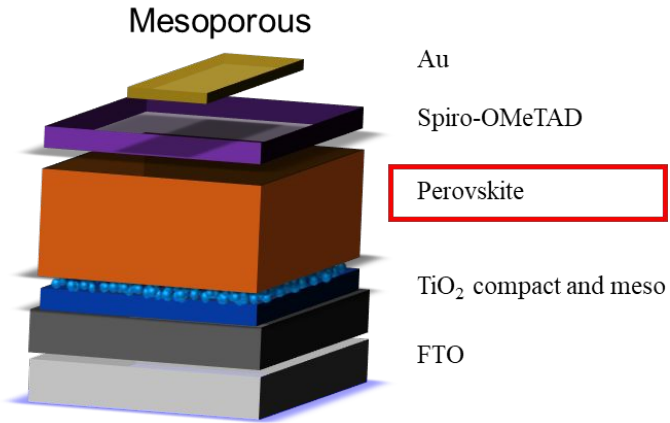 Mesoporous
Au
Spiro-OMeTAD
Perovskite
TiO₂ compact and meso
FTO